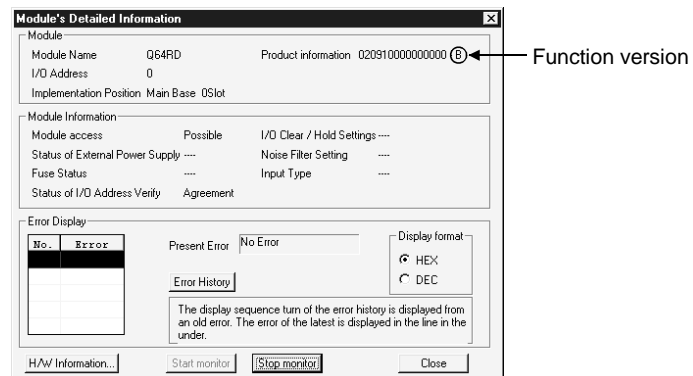 Module's Detailed Information
Module
Module Name Q64RD Product information 020910000000000 B
Function version
I/O Address 0
Implementation Position Main Base 0Slot
Module Information
Module access Possible I/O Clear / Hold Settings ----
Status of External Power Supply ---- Noise Filter Setting ----
Fuse Status ---- Input Type ----
Status of I/O Address Verify Agreement
Error Display
No. Error
Present Error No Error
Display format
HEX
DEC
Error History
The display sequence turn of the error history is displayed from
an old error. The error of the latest is displayed in the line in the
under.
H/W Information... Start monitor Stop monitor Close